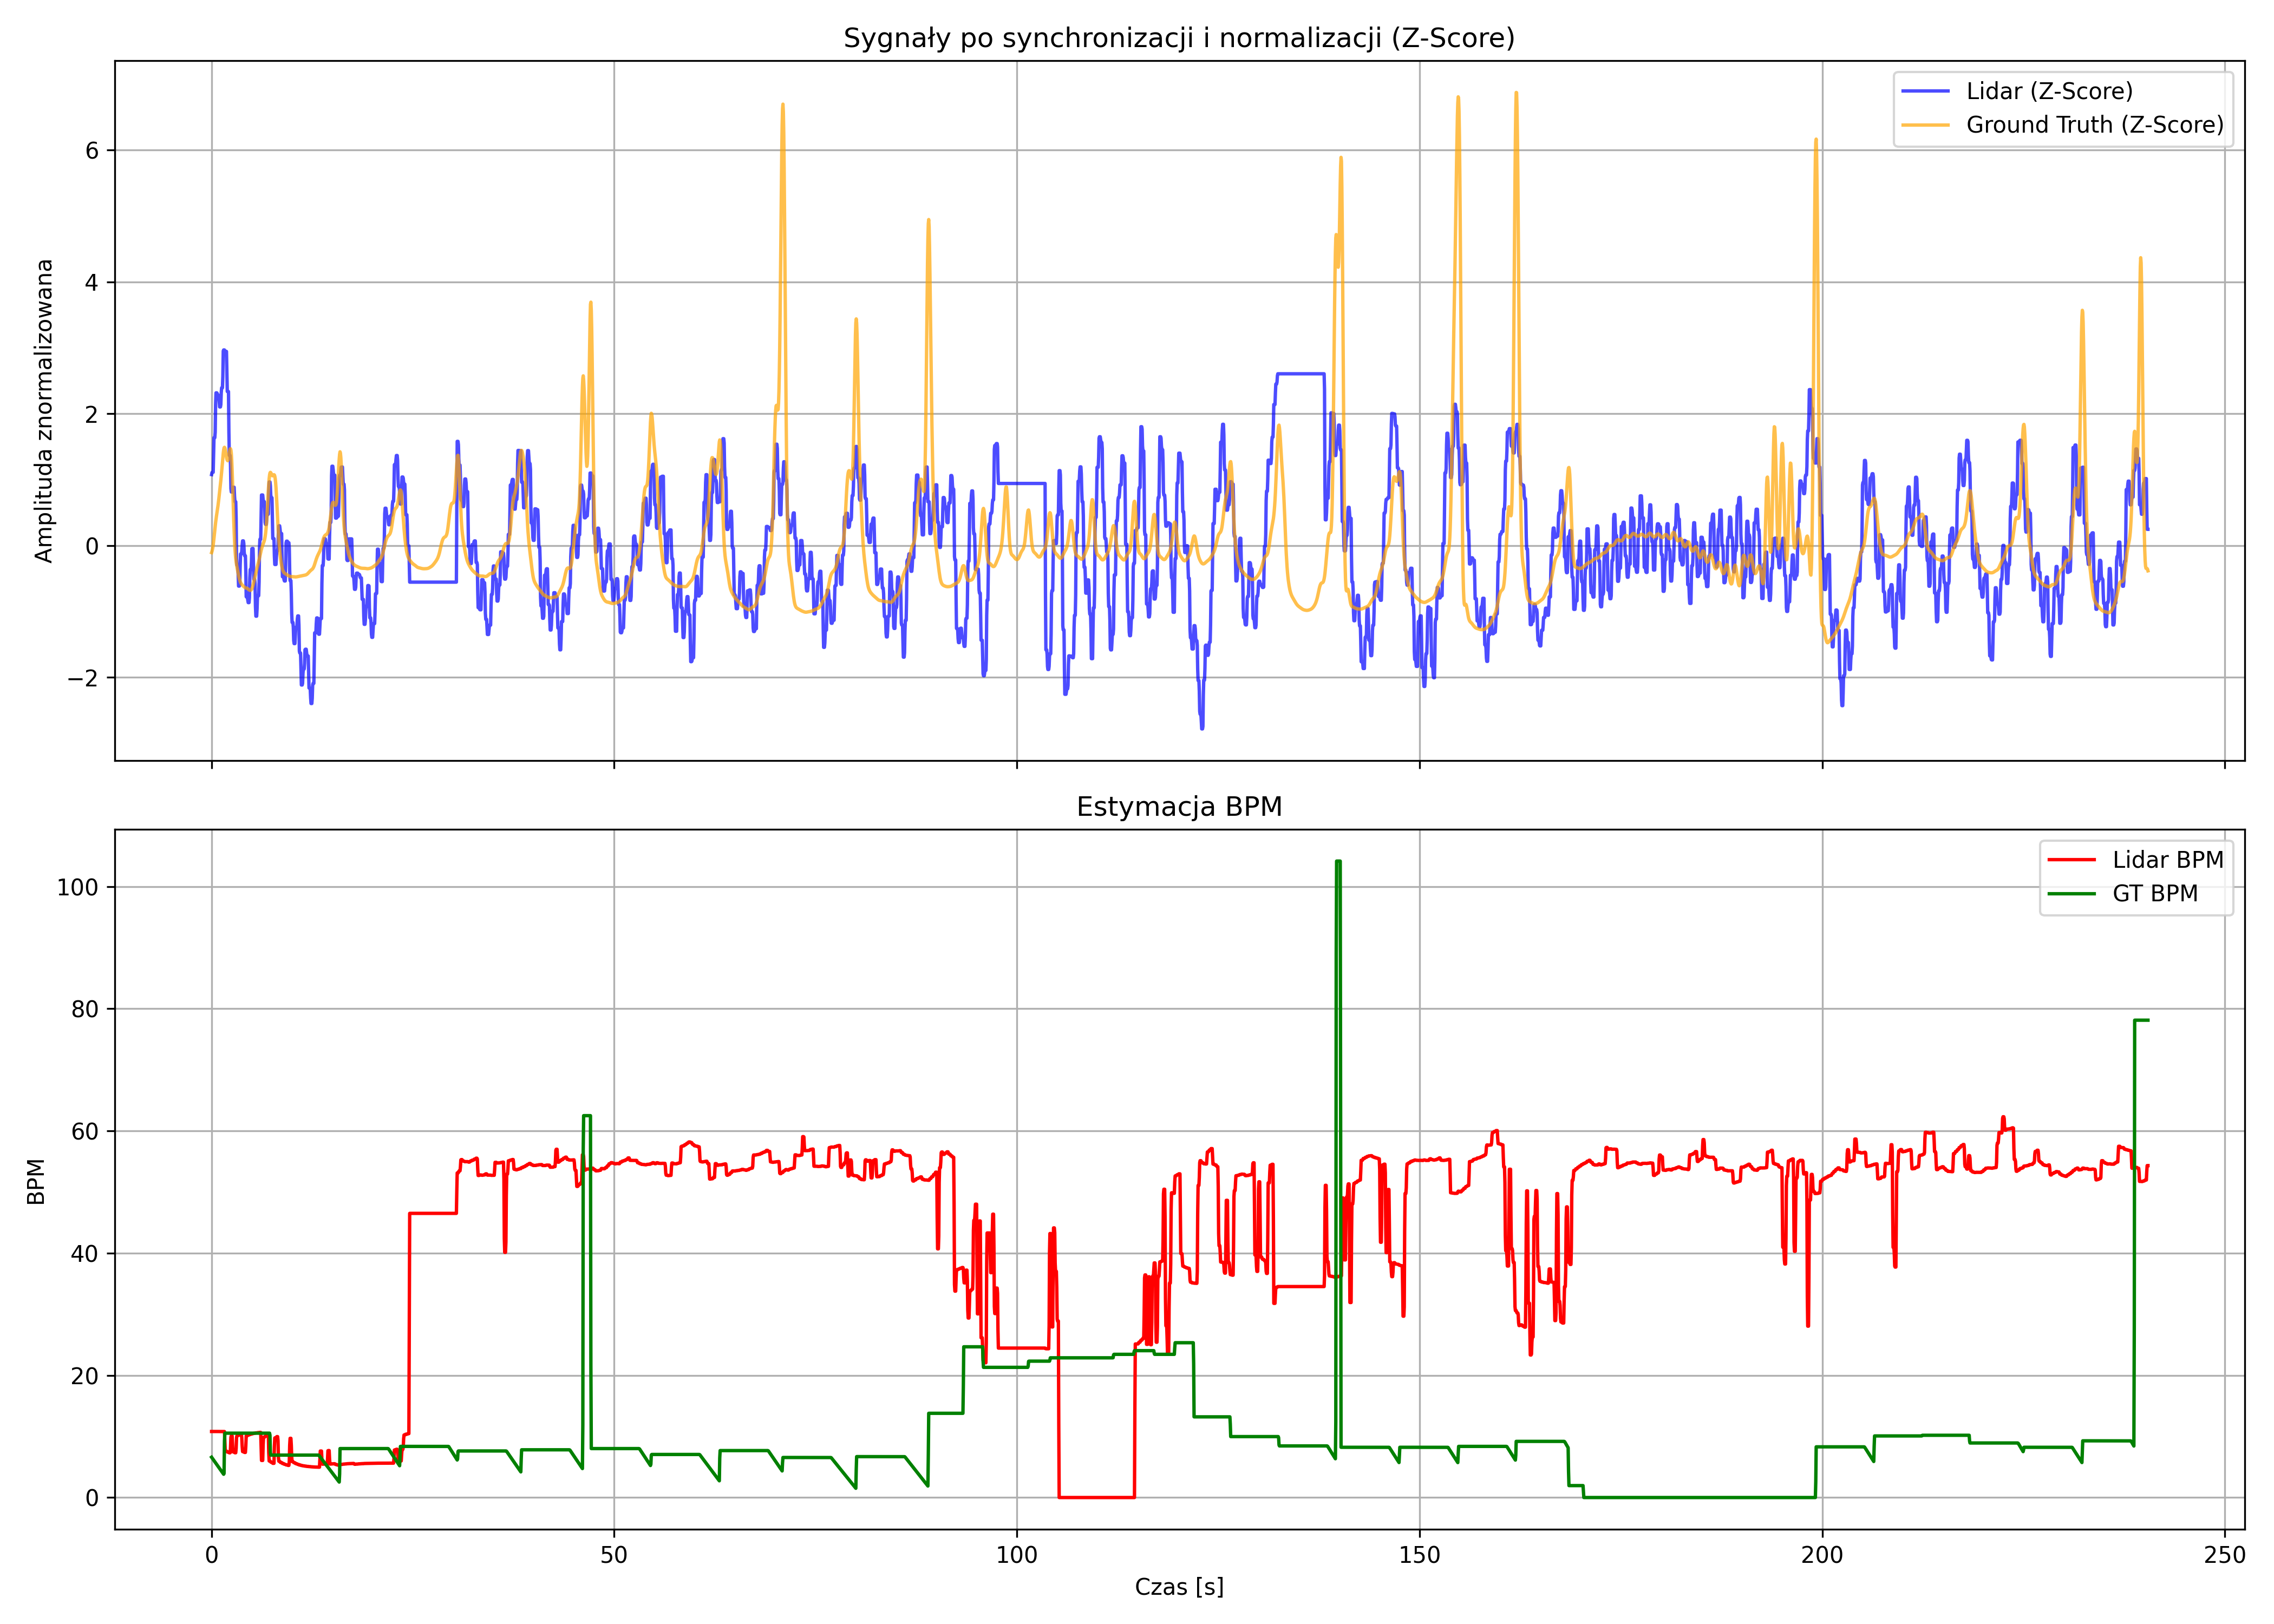 Sygnały po synchronizacji i normalizacji (Z-Score)
Lidar (Z-Score)
Ground Truth (Z-Score)
Amplituda znormalizowana
6
4
2
0
−2
Estymacja BPM
Lidar BPM
GT BPM
BPM
100
80
60
40
20
0
0
50
100
150
200
250
Czas [s]